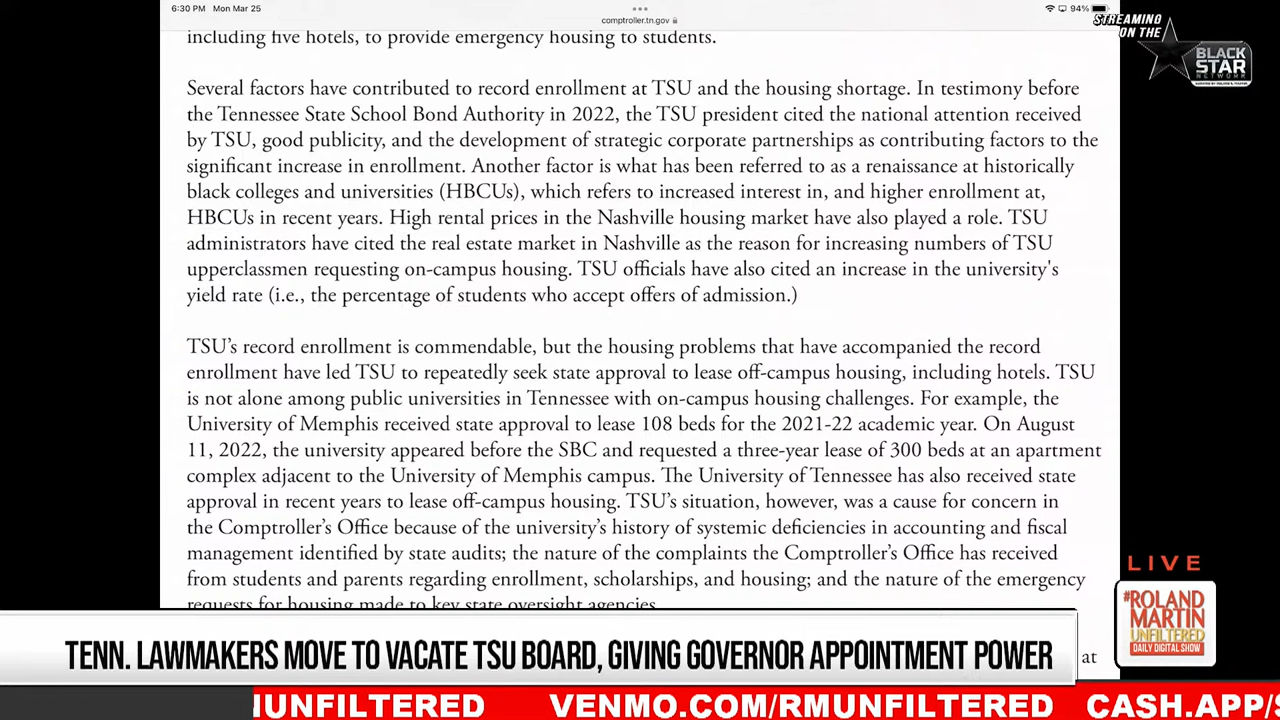 6:30 PM Mon Mar 25
94%
comptroller.tn.gov
STREAMING
ON THE
BLACK
STAR
NETWORK
including five hotels, to provide emergency housing to students.
Several factors have contributed to record enrollment at TSU and the housing shortage. In testimony before
the Tennessee State School Bond Authority in 2022, the TSU president cited the national attention received
by TSU, good publicity, and the development of strategic corporate partnerships as contributing factors to the
significant increase in enrollment. Another factor is what has been referred to as a renaissance at historically
black colleges and universities (HBCUs), which refers to increased interest in, and higher enrollment at,
HBCUs in recent years. High rental prices in the Nashville housing market have also played a role. TSU
administrators have cited the real estate market in Nashville as the reason for increasing numbers of TSU
upperclassmen requesting on-campus housing. TSU officials have also cited an increase in the university's
yield rate (i.e., the percentage of students who accept offers of admission.)
TSU’s record enrollment is commendable, but the housing problems that have accompanied the record
enrollment have led TSU to repeatedly seek state approval to lease off-campus housing, including hotels. TSU
is not alone among public universities in Tennessee with on-campus housing challenges. For example, the
University of Memphis received state approval to lease 108 beds for the 2021-22 academic year. On August
11, 2022, the university appeared before the SBC and requested a three-year lease of 300 beds at an apartment
complex adjacent to the University of Memphis campus. The University of Tennessee has also received state
approval in recent years to lease off-campus housing. TSU’s situation, however, was a cause for concern in
the Comptroller’s Office because of the university’s history of systemic deficiencies in accounting and fiscal
management identified by state audits; the nature of the complaints the Comptroller’s Office has received
from students and parents regarding enrollment, scholarships, and housing; and the nature of the emergency
requests for housing made to key state oversight agencies.
at
LIVE
#ROLAND
MARTIN
UNFILTERED
DAILY DIGITAL SHOW
TENN. LAWMAKERS MOVE TO VACATE TSU BOARD, GIVING GOVERNOR APPOINTMENT POWER
UNFILTERED VENMO.COM/RMUNFILTERED CASH.APP/